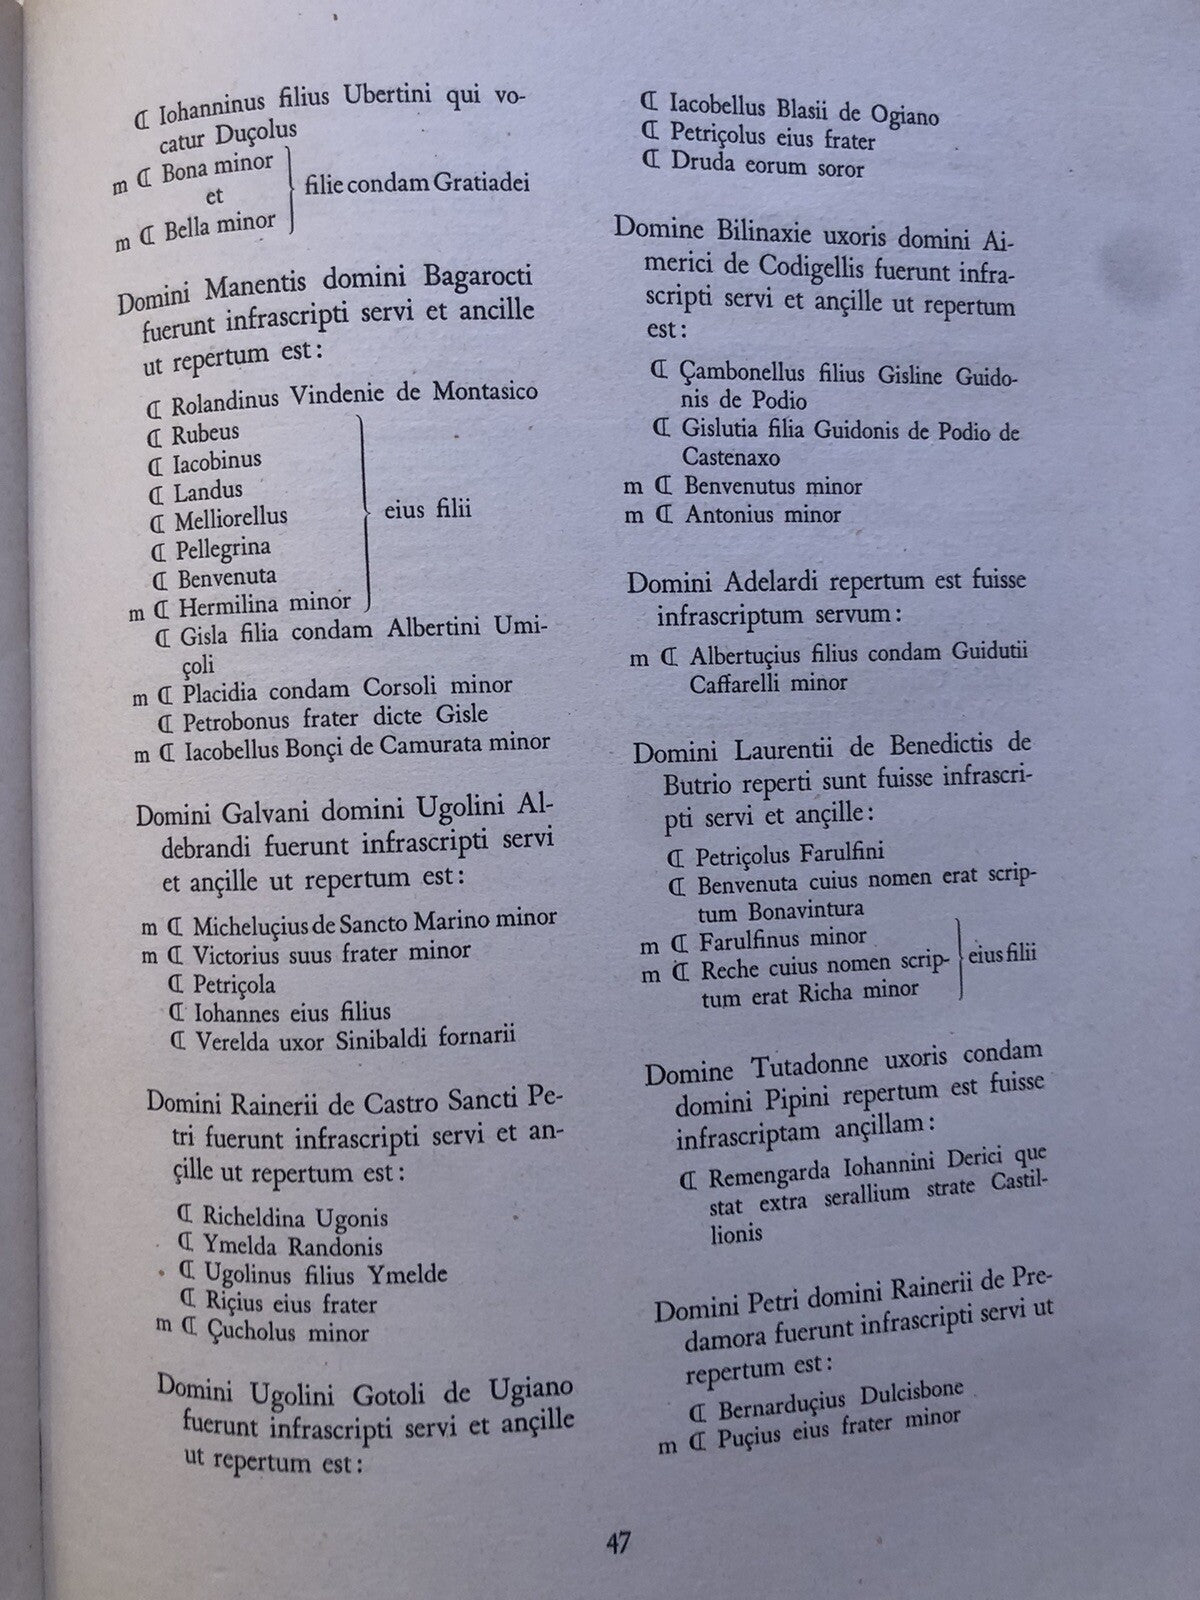 ℂ Iohanninus filius Ubertini qui vo-
catur Duçolus
m ℂ Bona minor
et
m ℂ Bella minor
filie condam Gratiadei
Domini Manentis domini Bagarocti
fuerunt infrascripti servi et ancille
ut repertum est:
ℂ Rolandinus Vindenie de Montasico
ℂ Rubeus
ℂ Iacobinus
ℂ Landus
ℂ Melliorellus
ℂ Pellegrina
ℂ Benvenuta
m ℂ Hermilina minor
eius filii
ℂ Gisla filia condam Albertini Umi-
çoli
m ℂ Placidia condam Corsoli minor
ℂ Petrobonus frater dicte Gisle
m ℂ Iacobellus Bonçi de Camurata minor
Domini Galvani domini Ugolini Al-
debrandi fuerunt infrascripti servi
et ançille ut repertum est:
m ℂ Micheluçius de Sancto Marino minor
m ℂ Victorius suus frater minor
ℂ Petriçola
ℂ Iohannes eius filius
ℂ Verelda uxor Sinibaldi fornarii
Domini Rainerii de Castro Sancti Pe-
tri fuerunt infrascripti servi et an-
çille ut repertum est:
ℂ Richeldina Ugonis
ℂ Ymelda Randonis
ℂ Ugolinus filius Ymelde
ℂ Riçius eius frater
m ℂ Çucholus minor
Domini Ugolini Gotoli de Ugiano
fuerunt infrascripti servi et ançille
ut repertum est:
ℂ Iacobellus Blasii de Ogiano
ℂ Petriçolus eius frater
ℂ Druda eorum soror
Domine Bilinaxie uxoris domini Ai-
merici de Codigellis fuerunt infra-
scripti servi et ançille ut repertum
est:
ℂ Çambonellus filius Gisline Guido-
nis de Podio
ℂ Gislutia filia Guidonis de Podio de
Castenaxo
m ℂ Benvenutus minor
m ℂ Antonius minor
Domini Adelardi repertum est fuisse
infrascriptum servum:
m ℂ Albertuçius filius condam Guidutii
Caffarelli minor
Domini Laurentii de Benedictis de
Butrio reperti sunt fuisse infrascri-
pti servi et ançille:
ℂ Petriçolus Farulfini
ℂ Benvenuta cuius nomen erat scrip-
tum Bonavintura
m ℂ Farulfinus minor
m ℂ Reche cuius nomen scrip-
tum erat Richa minor
eius filii
Domine Tutadonne uxoris condam
domini Pipini repertum est fuisse
infrascriptam ançillam:
ℂ Remengarda Iohannini Derici que
stat extra serallium strate Castil-
lionis
Domini Petri domini Rainerii de Pre-
damora fuerunt infrascripti servi ut
repertum est:
ℂ Bernarduçius Dulcisbone
m ℂ Puçius eius frater minor
47